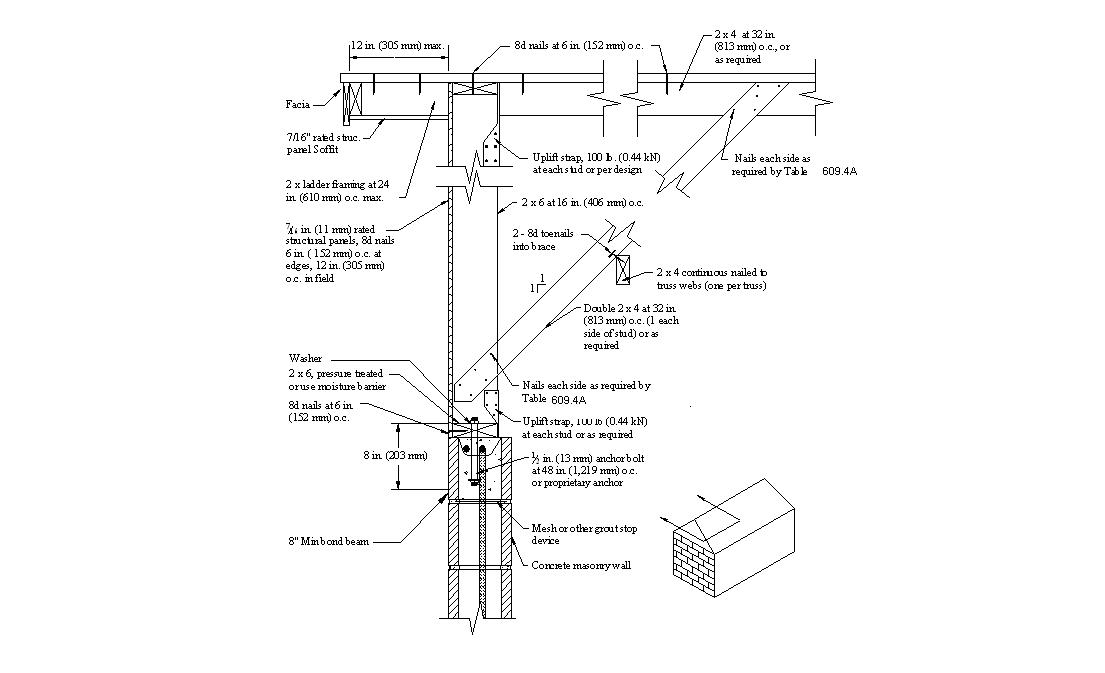 12 in. (305 mm) max.
8d nails at 6 in. (152 mm) o.c.
2 x 4 at 32 in.
(813 mm) o.c., or
as required
Facia
7/16" rated struc.
panel Soffit
2 x ladder framing at 24
in. (610 mm) o.c. max.
7/16 in. (11 mm) rated
structural panels, 8d nails
6 in. ( 152 mm) o.c. at
edges, 12 in. (305 mm)
o.c. in field
Uplift strap, 100 lb. (0.44 kN)
at each stud or per design
Nails each side as
required by Table 609.4A
2 x 6 at 16 in. (406 mm) o.c.
2 - 8d toenails
into brace
1
1
2 x 4 continuous nailed to
truss webs (one per truss)
Double 2 x 4 at 32 in.
(813 mm) o.c. (1 each
side of stud) or as
required
Washer
2 x 6, pressure treated
or use moisture barrier
8d nails at 6 in.
(152 mm) o.c.
Nails each side as required by
Table 609.4A
Uplift strap, 100 lb (0.44 kN)
at each stud or as required
8 in. (203 mm)
½ in. (13 mm) anchor bolt
at 48 in. (1,219 mm) o.c.
or proprietary anchor
8" Min bond beam
Mesh or other grout stop
device
Concrete masonry wall